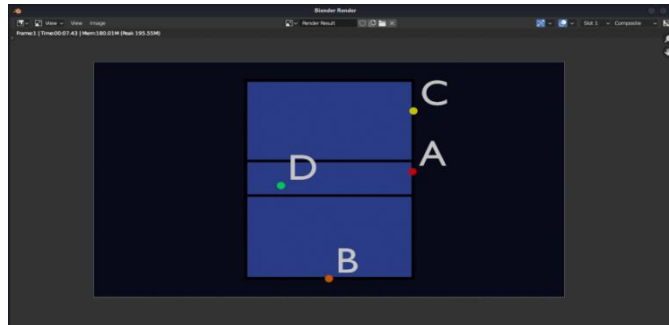 Blender Render
View View Image Render Result Slot 1 Composite
Frame:1 | Time:00:07.43 | Mem:180.01M (Peak 195.55M)
C
A
D
B